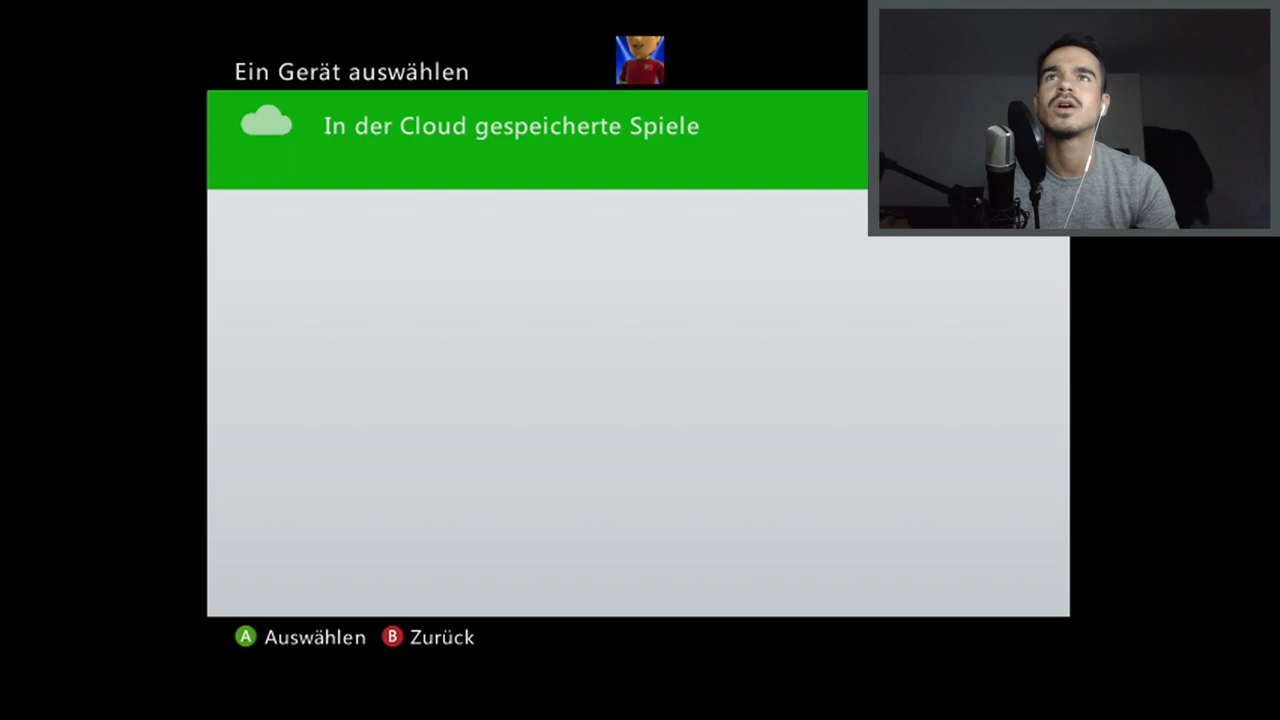 Ein Gerät auswählen
In der Cloud gespeicherte Spiele
A Auswählen B Zurück